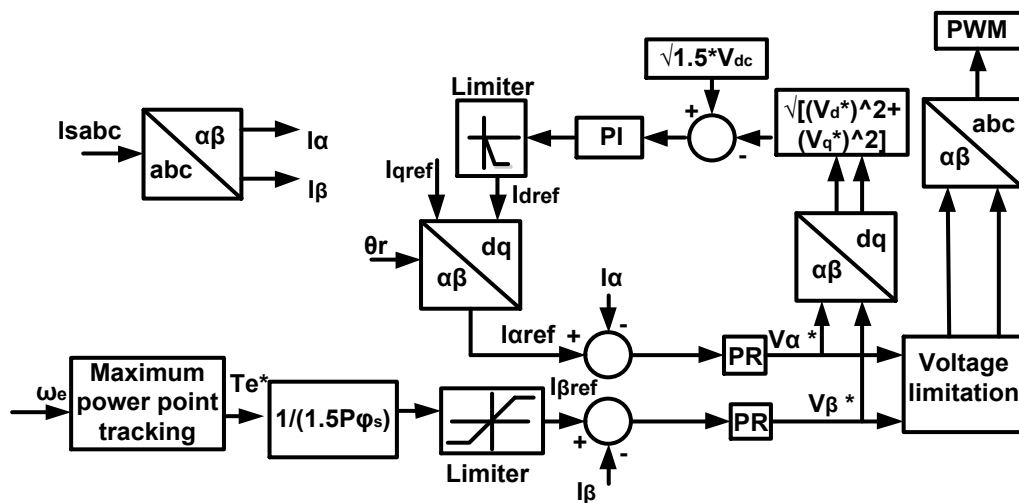 PWM
√1.5*Vdc
Limiter
√[(Vd*)^2+
(Vq*)^2]
abc
αβ
PI
+
-
Isabc
αβ
abc
Iα
Iβ
Iqref
Idref
θr
dq
αβ
dq
αβ
Iα
Iαref
+
-
PR
Vα *
Voltage
limitation
ωe
Maximum
power point
tracking
Te*
1/(1.5Pφs)
Limiter
Iβref
+
-
Iβ
PR
Vβ *